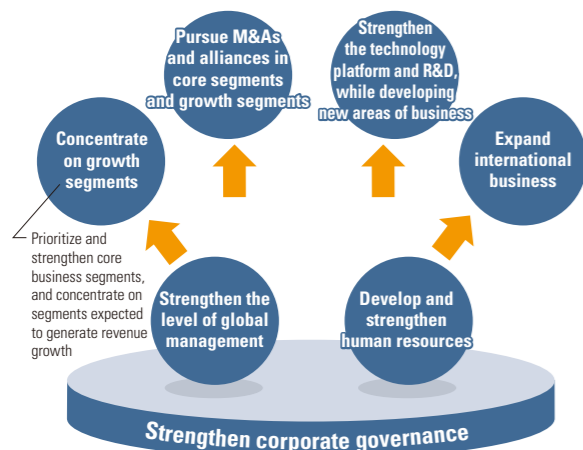 Pursue M&As
and alliances in
core segments
and growth segments
Strengthen
the technology
platform and R&D,
while developing
new areas of business
Concentrate
on growth
segments
Expand
international
business
Prioritize and
strengthen core
business segments,
and concentrate on
segments expected
to generate revenue
growth
Strengthen the
level of global
management
Develop and
strengthen
human resources
Strengthen corporate governance